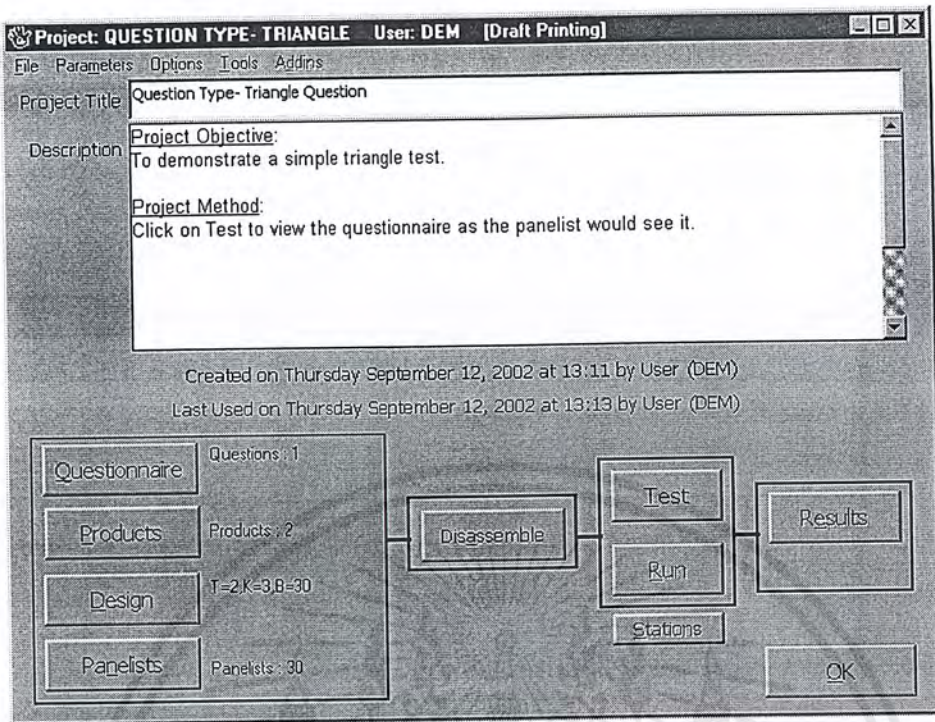 Project: QUESTION TYPE- TRIANGLE User: DEM [Draft Printing]
File Parameters Options Tools Addins
Project Title Question Type- Triangle Question
Description Project Objective:
To demonstrate a simple triangle test.
Project Method:
Click on Test to view the questionnaire as the panelist would see it.
Created on Thursday September 12, 2002 at 13:11 by User (DEM)
Last Used on Thursday September 12, 2002 at 13:13 by User (DEM)
Questionnaire Questions : 1
Products Products : 2
Design T=2,K=3,B=30
Panelists Panelists : 30
Disassemble
Test
Run
Stations
Results
OK